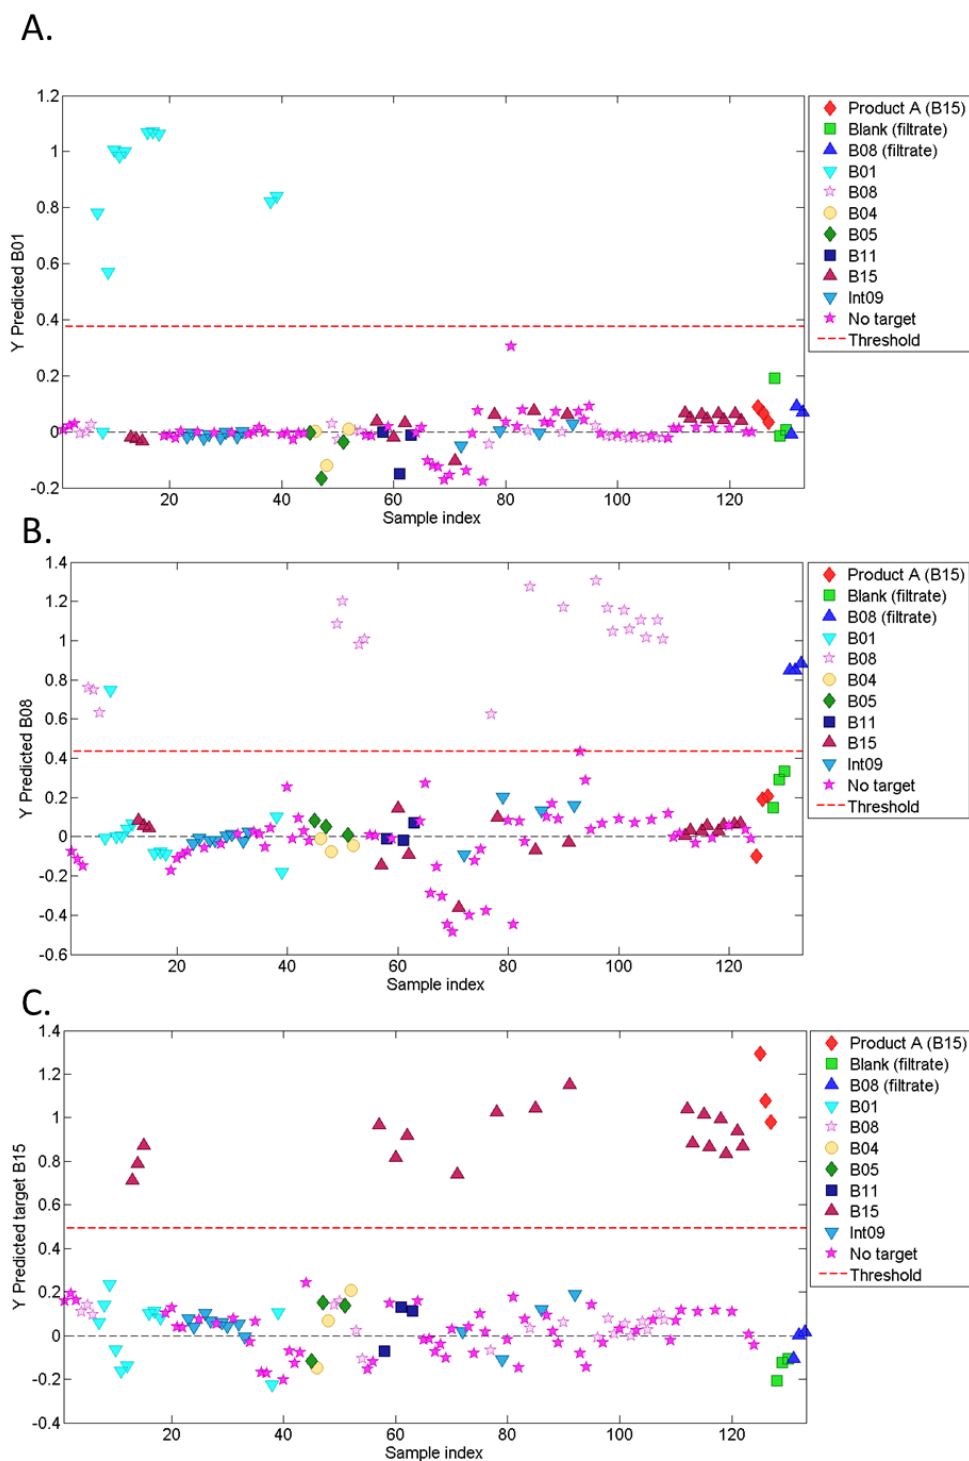 A.
Y Predicted B01
1.2
1
0.8
0.6
0.4
0.2
0
-0.2
20
40
60
80
100
120
Sample index
Product A (B15)
Blank (filtrate)
B08 (filtrate)
B01
B08
B04
B05
B11
B15
Int09
No target
Threshold
B.
Y Predicted B08
1.4
1.2
1
0.8
0.6
0.4
0.2
0
-0.2
-0.4
-0.6
20
40
60
80
100
120
Sample index
Product A (B15)
Blank (filtrate)
B08 (filtrate)
B01
B08
B04
B05
B11
B15
Int09
No target
Threshold
C.
Y Predicted target B15
1.4
1.2
1
0.8
0.6
0.4
0.2
0
-0.2
-0.4
20
40
60
80
100
120
Sample index
Product A (B15)
Blank (filtrate)
B08 (filtrate)
B01
B08
B04
B05
B11
B15
Int09
No target
Threshold